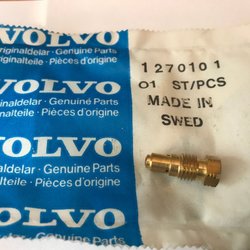 VOLVO
Originaldelar · Genuine Parts
Originalteile · Pièces d'origine
1 270101
01 ST/PCS
MADE IN
SWED
VOLVO
Originaldelar · Genuine Parts
Originalteile · Pièces d'origine
VOLVO
Originaldelar · Genuine Parts
nalteile · Pièces d'origine
VOLVO